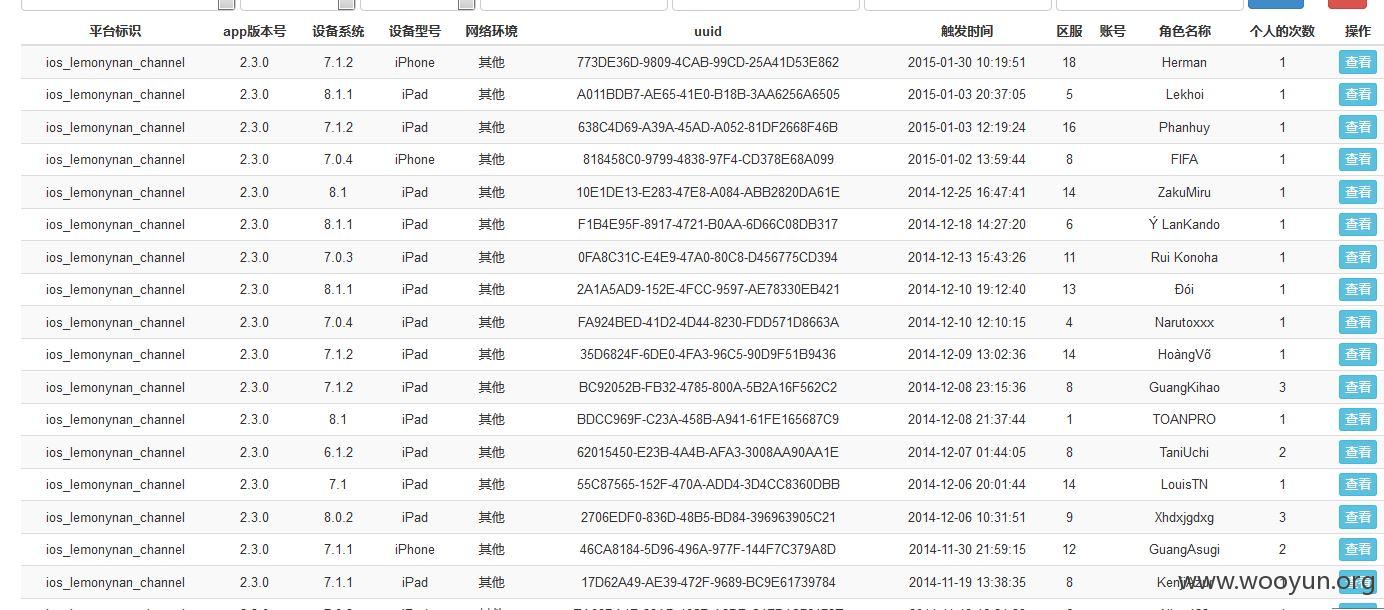 平台标识 app版本号 设备系统 设备型号 网络环境 uuid 触发时间 区服 账号 角色名称 个人的次数 操作
ios_lemonynan_channel 2.3.0 7.1.2 iPhone 其他 773DE36D-9809-4CAB-99CD-25A41D53E862 2015-01-30 10:19:51 18 Herman 1 查看
ios_lemonynan_channel 2.3.0 8.1.1 iPad 其他 A011BDB7-AE65-41E0-B18B-3AA6256A6505 2015-01-03 20:37:05 5 Lekhoi 1 查看
ios_lemonynan_channel 2.3.0 7.1.2 iPad 其他 638C4D69-A39A-45AD-A052-81DF2668F46B 2015-01-03 12:19:24 16 Phanhuy 1 查看
ios_lemonynan_channel 2.3.0 7.0.4 iPhone 其他 818458C0-9799-4838-97F4-CD378E68A099 2015-01-02 13:59:44 8 FIFA 1 查看
ios_lemonynan_channel 2.3.0 8.1 iPad 其他 10E1DE13-E283-47E8-A084-ABB2820DA61E 2014-12-25 16:47:41 14 ZakuMiru 1 查看
ios_lemonynan_channel 2.3.0 8.1.1 iPad 其他 F1B4E95F-8917-4721-B0AA-6D66C08DB317 2014-12-18 14:27:20 6 Ý LanKando 1 查看
ios_lemonynan_channel 2.3.0 7.0.3 iPad 其他 0FA8C31C-E4E9-47A0-80C8-D456775CD394 2014-12-13 15:43:26 11 Rui Konoha 1 查看
ios_lemonynan_channel 2.3.0 8.1.1 iPad 其他 2A1A5AD9-152E-4FCC-9597-AE78330EB421 2014-12-10 19:12:40 13 Đói 1 查看
ios_lemonynan_channel 2.3.0 7.0.4 iPad 其他 FA924BED-41D2-4D44-8230-FDD571D8663A 2014-12-10 12:10:15 4 Narutoxxx 1 查看
ios_lemonynan_channel 2.3.0 7.1.2 iPad 其他 35D6824F-6DE0-4FA3-96C5-90D9F51B9436 2014-12-09 13:02:36 14 HoàngVõ 1 查看
ios_lemonynan_channel 2.3.0 7.1.2 iPad 其他 BC92052B-FB32-4785-800A-5B2A16F562C2 2014-12-08 23:15:36 8 GuangKihao 3 查看
ios_lemonynan_channel 2.3.0 8.1 iPad 其他 BDCC969F-C23A-458B-A941-61FE165687C9 2014-12-08 21:37:44 1 TOANPRO 1 查看
ios_lemonynan_channel 2.3.0 6.1.2 iPad 其他 62015450-E23B-4A4B-AFA3-3008AA90AA1E 2014-12-07 01:44:05 8 TaniUchi 2 查看
ios_lemonynan_channel 2.3.0 7.1 iPad 其他 55C87565-152F-470A-ADD4-3D4CC8360DBB 2014-12-06 20:01:44 14 LouisTN 1 查看
ios_lemonynan_channel 2.3.0 8.0.2 iPad 其他 2706EDF0-836D-48B5-BD84-396963905C21 2014-12-06 10:31:51 9 Xhdxjgdxg 3 查看
ios_lemonynan_channel 2.3.0 7.1.1 iPhone 其他 46CA8184-5D96-496A-977F-144F7C379A8D 2014-11-30 21:59:15 12 GuangAsugi 2 查看
ios_lemonynan_channel 2.3.0 7.1.1 iPad 其他 17D62A49-AE39-472F-9689-BC9E61739784 2014-11-19 13:38:35 8
www.wooyun.org